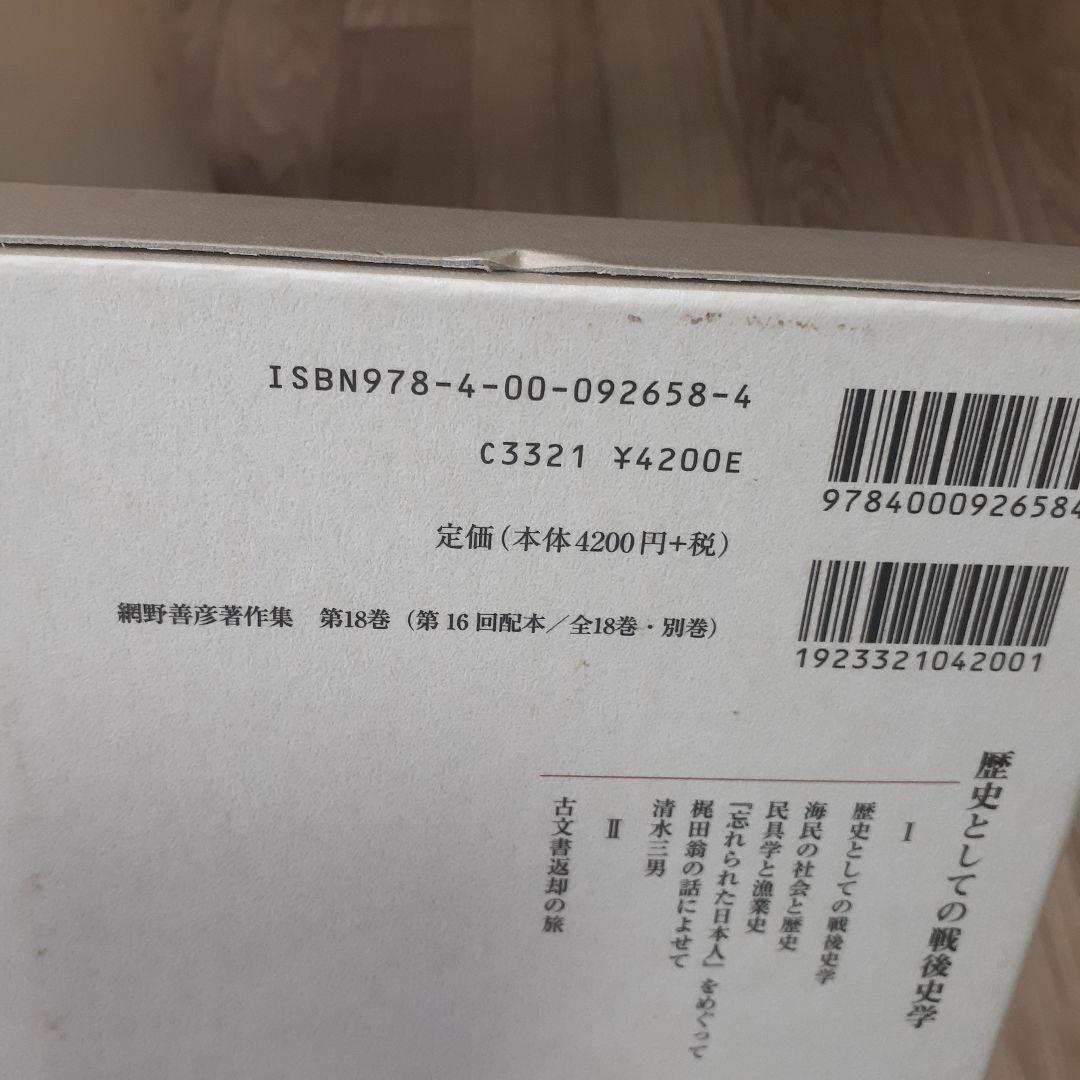 ISBN978-4-00-092658-4
C3321 ¥4200E
定価（本体4200円+税）
網野善彦著作集　第18巻（第16回配本／全18巻・別巻）
9784000926584
1923321042001
歴史としての戦後史学
I
歴史としての戦後史学
海民の社会と歴史
民具学と漁業史
『忘れられた日本人』をめぐって
梶田翁の話によせて
清水三男
II
古文書返却の旅